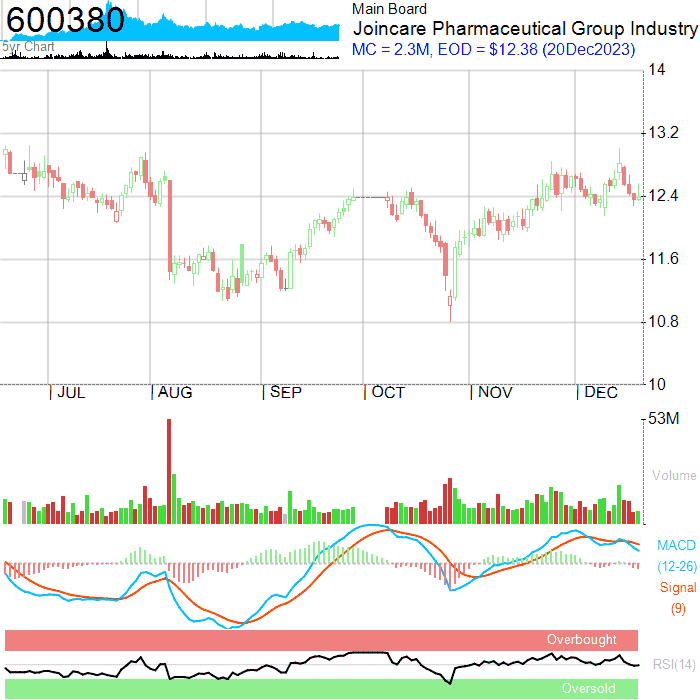 600380
5yr Chart
Main Board
Joincare Pharmaceutical Group Industry
MC = 2.3M, EOD = $12.38 (20Dec2023)
14
13.2
12.4
11.6
10.8
10
JUL
AUG
SEP
OCT
NOV
DEC
53M
Volume
MACD
(12-26)
Signal
(9)
Overbought
RSI(14)
Oversold